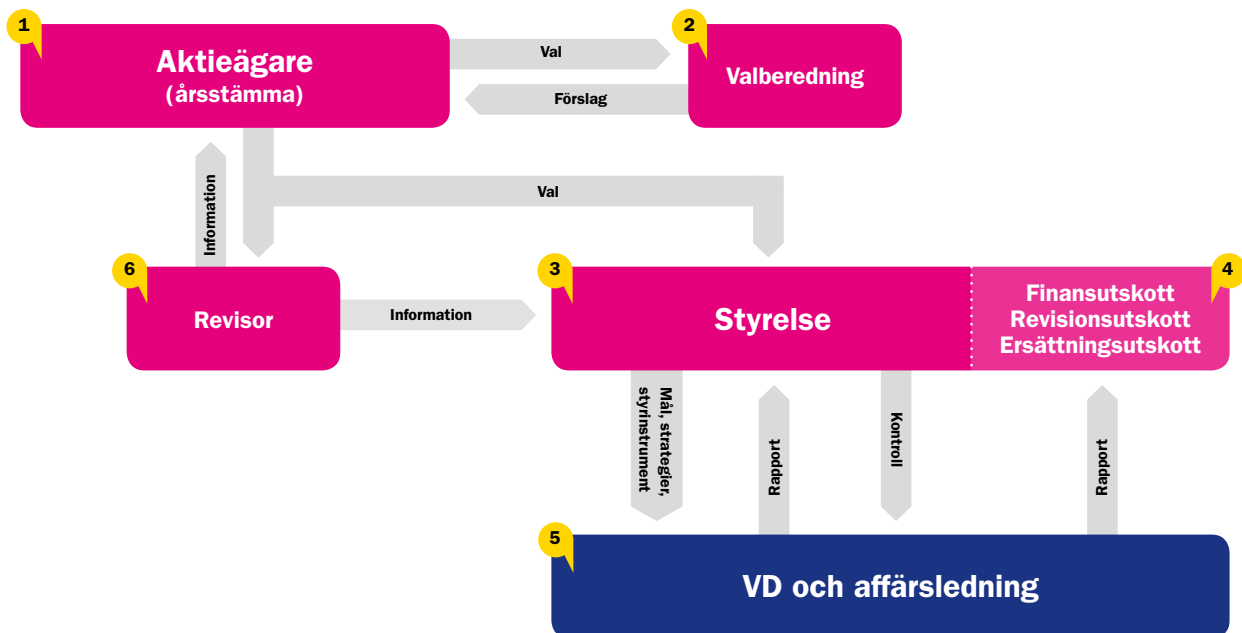 1
Aktieägare
(årsstämma)
Val
Förslag
2
Valberedning
Information
Val
6
Revisor
Information
3
Styrelse
4
Finansutskott
Revisionsutskott
Ersättningsutskott
Mål, strategier,
styrinstrument
Rapport
Kontroll
Rapport
5
VD och affärsledning